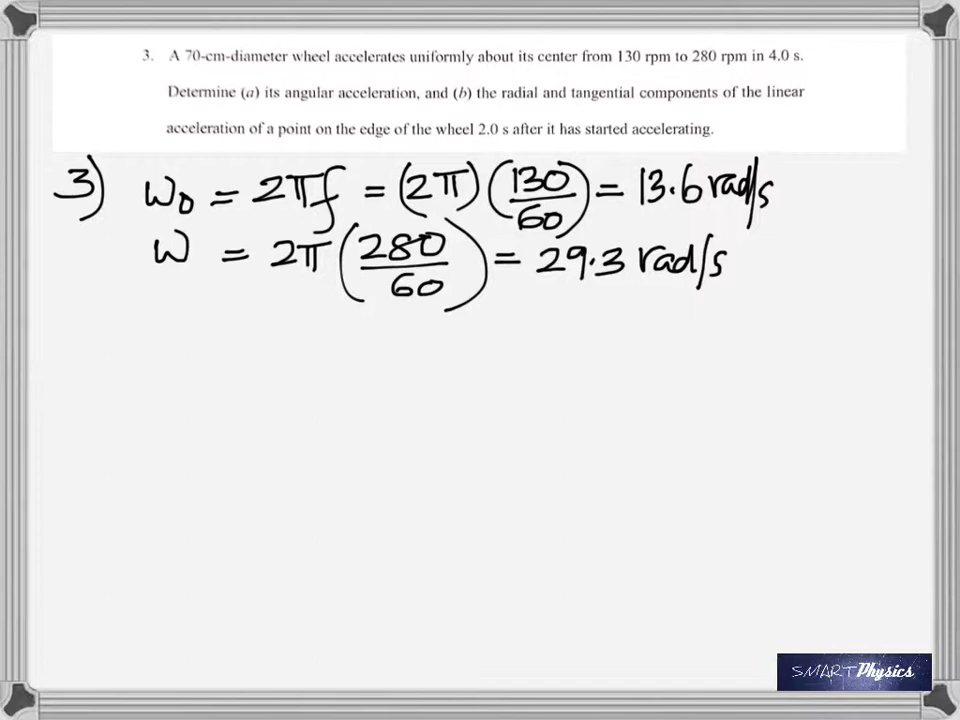 3. A 70-cm-diameter wheel accelerates uniformly about its center from 130 rpm to 280 rpm in 4.0 s.
Determine (a) its angular acceleration, and (b) the radial and tangential components of the linear
acceleration of a point on the edge of the wheel 2.0 s after it has started accelerating.
3) ω₀ = 2πf = (2π)(130/60) = 13.6 rad/s
ω = 2π(280/60) = 29.3 rad/s
SMART Physics